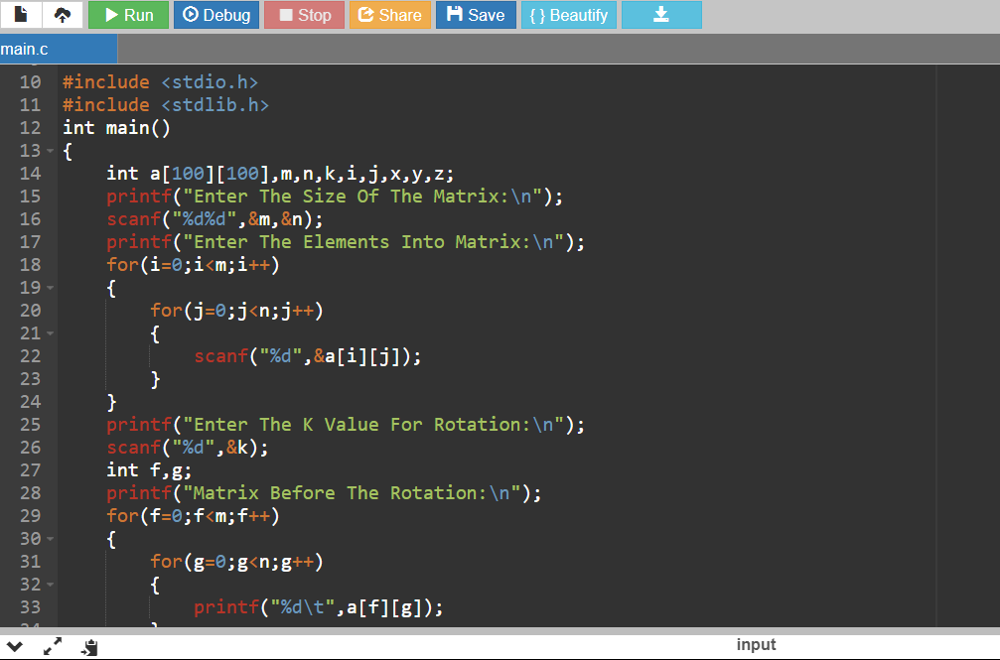 Run Debug Stop Share Save { } Beautify
main.c
10 #include <stdio.h>
11 #include <stdlib.h>
12 int main()
13 {
14 int a[100][100],m,n,k,i,j,x,y,z;
15 printf("Enter The Size Of The Matrix:\n");
16 scanf("%d%d",&m,&n);
17 printf("Enter The Elements Into Matrix:\n");
18 for(i=0;i<m;i++)
19 {
20 for(j=0;j<n;j++)
21 {
22 scanf("%d",&a[i][j]);
23 }
24 }
25 printf("Enter The K Value For Rotation:\n");
26 scanf("%d",&k);
27 int f,g;
28 printf("Matrix Before The Rotation:\n");
29 for(f=0;f<m;f++)
30 {
31 for(g=0;g<n;g++)
32 {
33 printf("%d\t",a[f][g]);
input